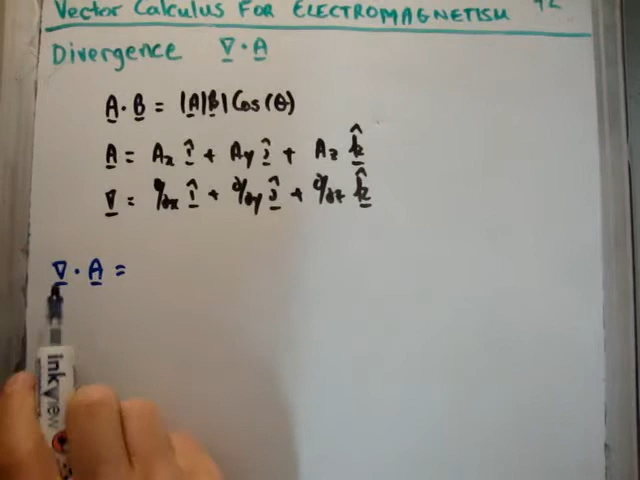 Vector Calculus FOR ELECTROMAGNETISM
Divergence ∇ · A
A · B = |A||B| Cos(θ)
A = Ax î + Ay ĵ + Az k̂
∇ = ∂/∂x î + ∂/∂y ĵ + ∂/∂z k̂
∇ · A =
inkview